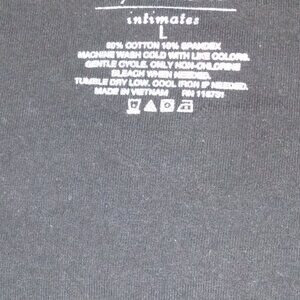 intimates
L
90% COTTON 10% SPANDEX
MACHINE WASH COLD WITH LIKE COLORS.
GENTLE CYCLE. ONLY NON-CHLORINE
BLEACH WHEN NEEDED.
TUMBLE DRY LOW. COOL IRON IF NEEDED.
MADE IN VIETNAM RN